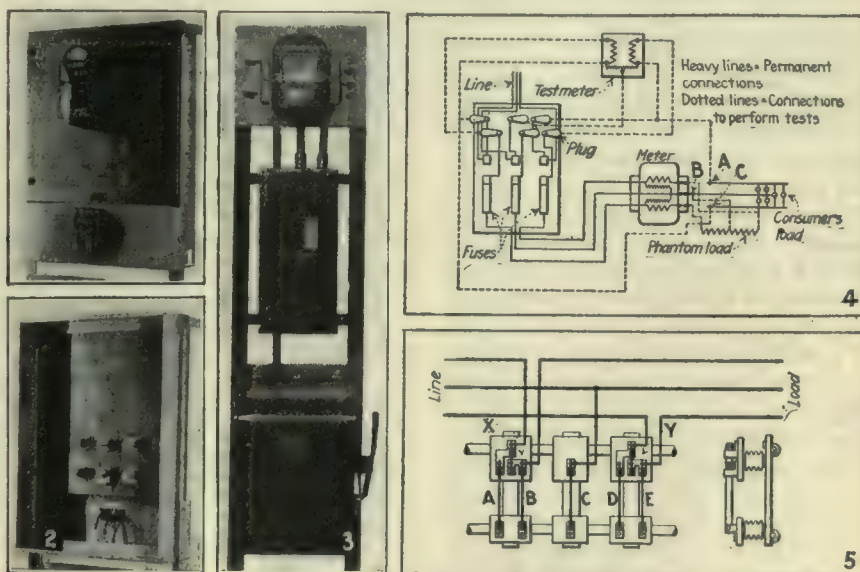 2
3
Line
Testmeter
Heavy lines = Permanent
connections
Dotted lines = Connections
to perform tests
Plug
Meter
B
A
C
Fuses
Phantom load
Consumers
load
4
Line
Load
X
Y
A
B
C
D
E
5